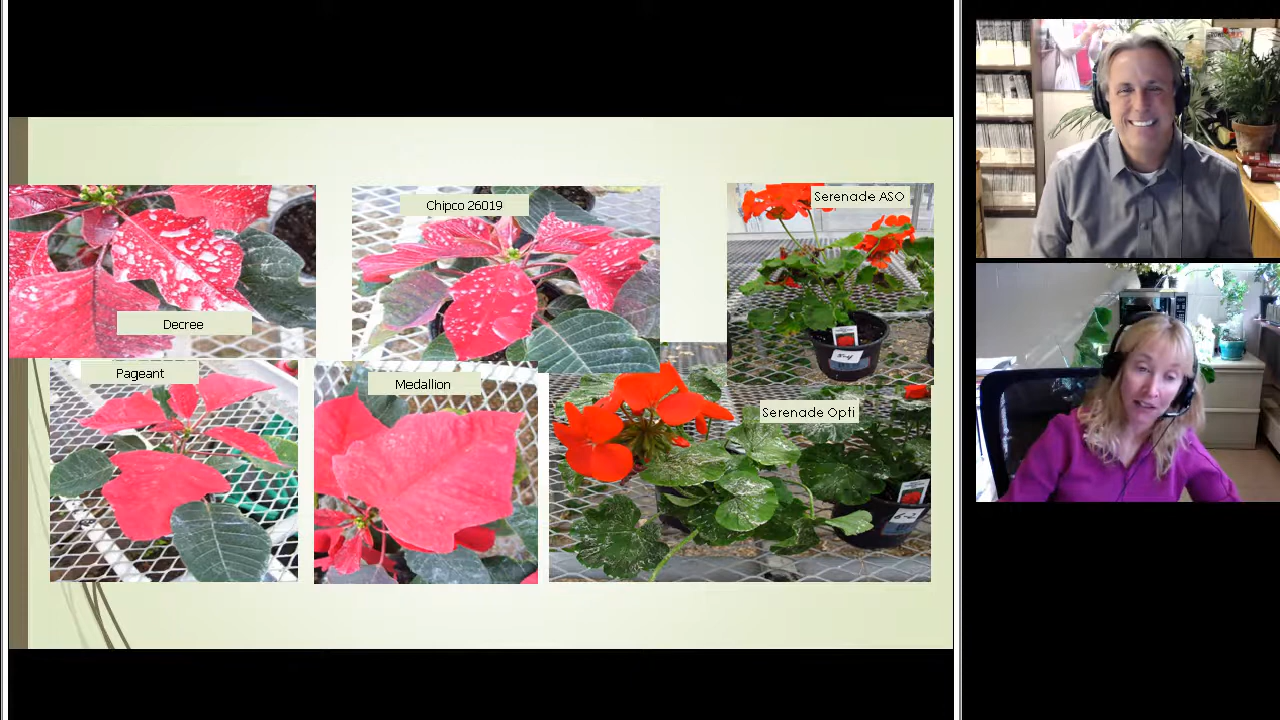 Chipco 26019
Serenade ASO
Decree
Pageant
Medallion
Serenade Opti